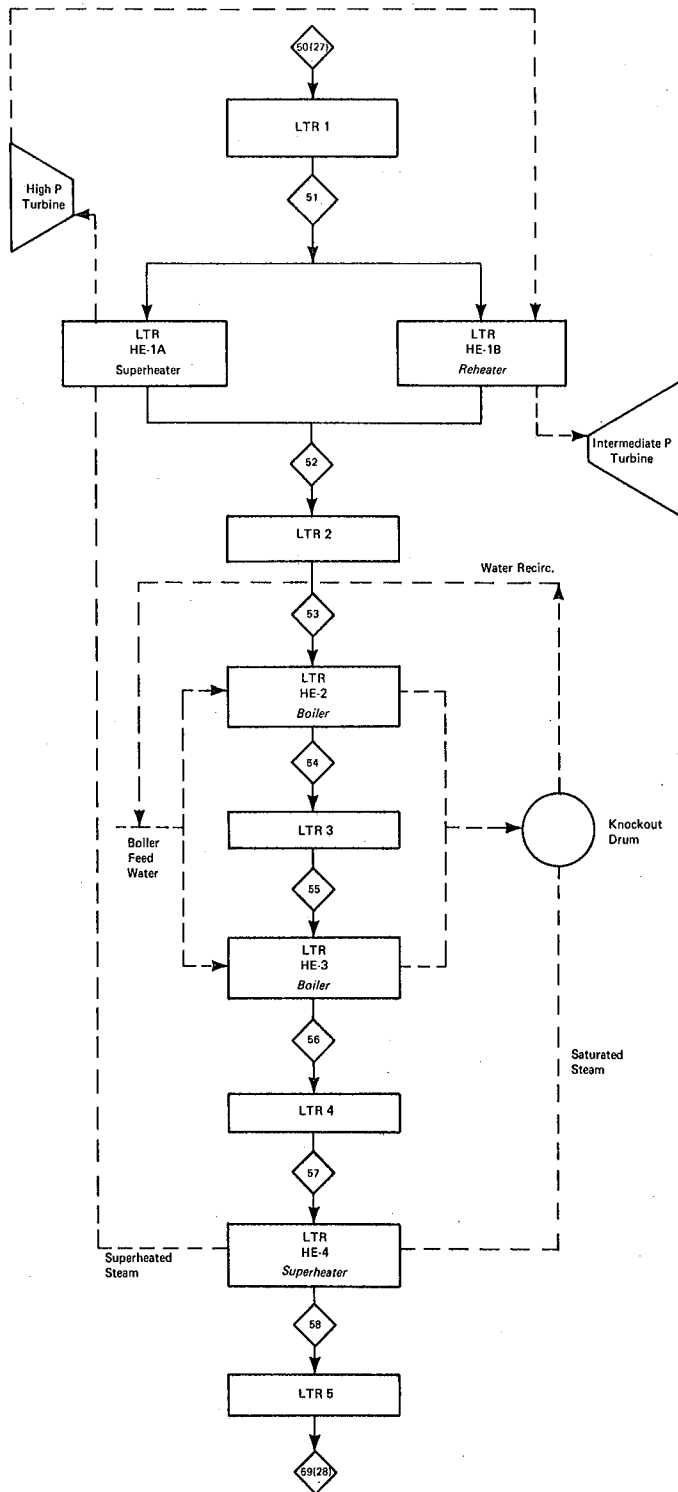 50(27)
LTR 1
High P
Turbine
51
LTR
HE-1A
Superheater
LTR
HE-1B
Reheater
Intermediate P
Turbine
52
LTR 2
Water Recirc.
53
LTR
HE-2
Boiler
54
LTR 3
Knockout
Drum
Boiler
Feed
Water
55
LTR
HE-3
Boiler
56
Saturated
Steam
LTR 4
57
LTR
HE-4
Superheater
Superheated
Steam
58
LTR 5
59(28)